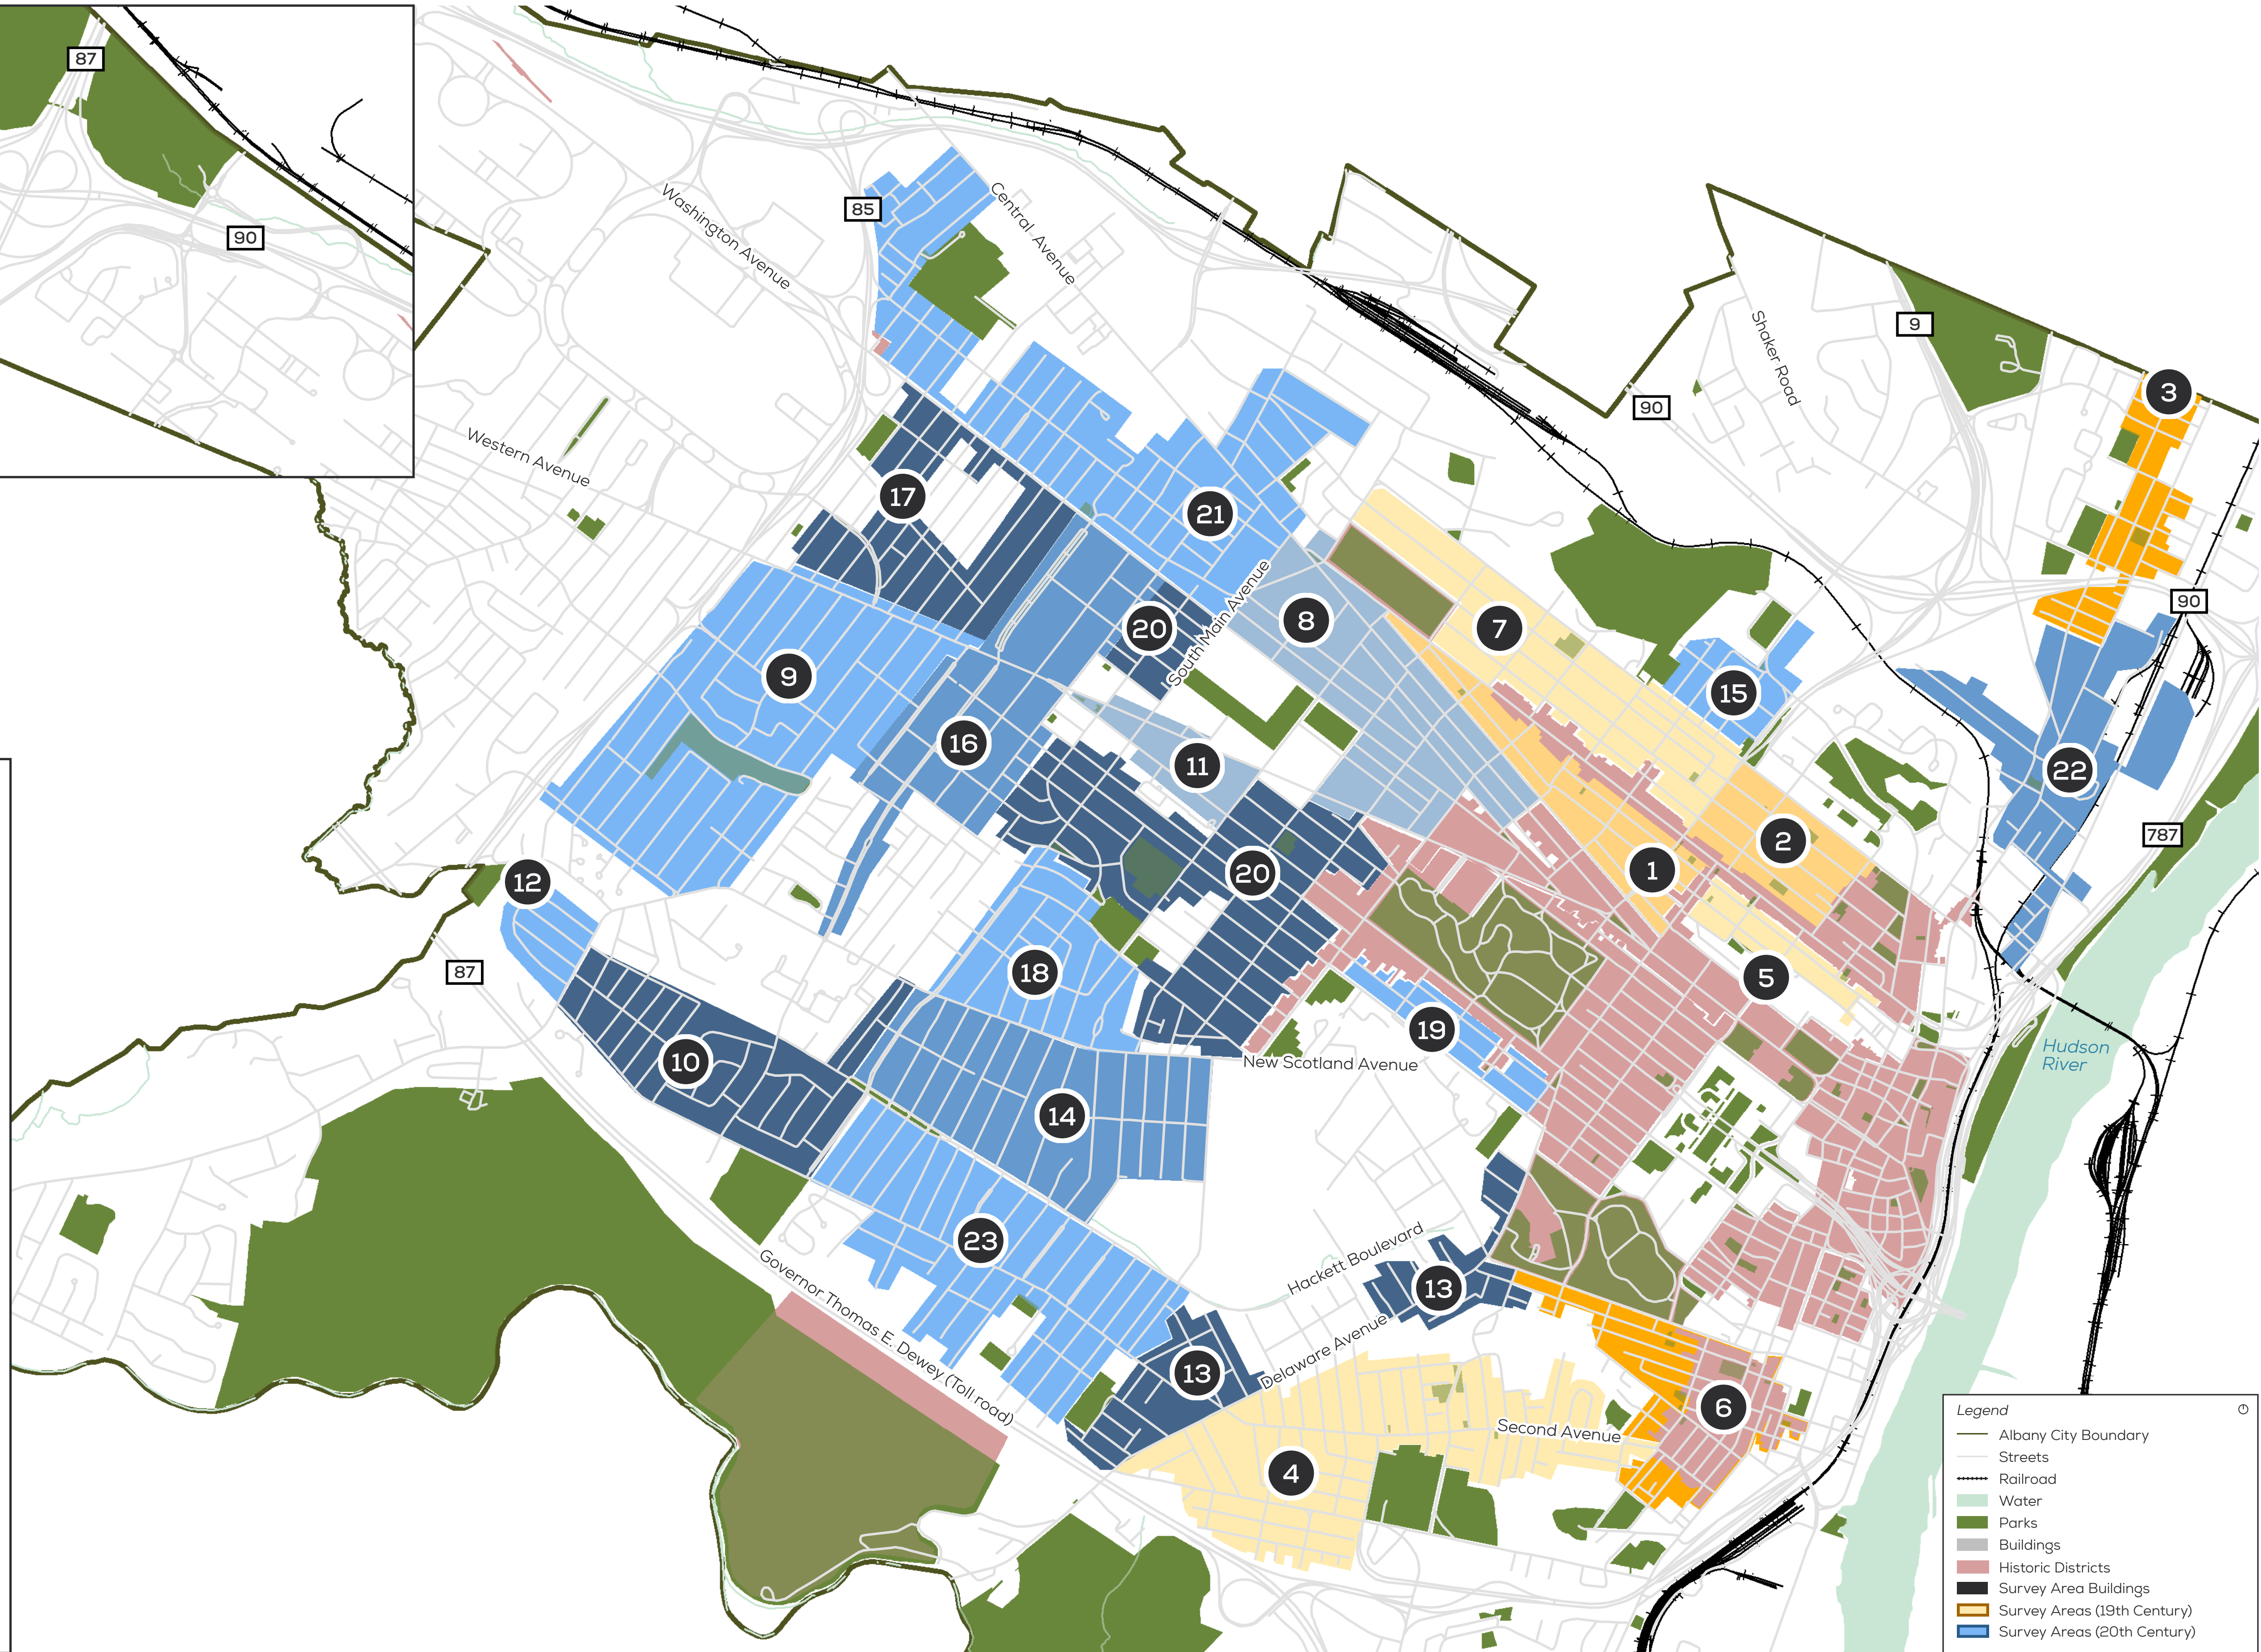 87
90
85
Washington Avenue
Central Avenue
Shaker Road
9
90
3
Western Avenue
17
21
90
20
South Main Avenue
8
7
9
15
16
11
22
787
2
12
20
1
87
18
5
19
10
New Scotland Avenue
Hudson
River
14
23
Hackett Boulevard
13
Governor Thomas E. Dewey (Toll road)
Delaware Avenue
13
6
Second Avenue
4
Legend
Albany City Boundary
Streets
Railroad
Water
Parks
Buildings
Historic Districts
Survey Area Buildings
Survey Areas (19th Century)
Survey Areas (20th Century)